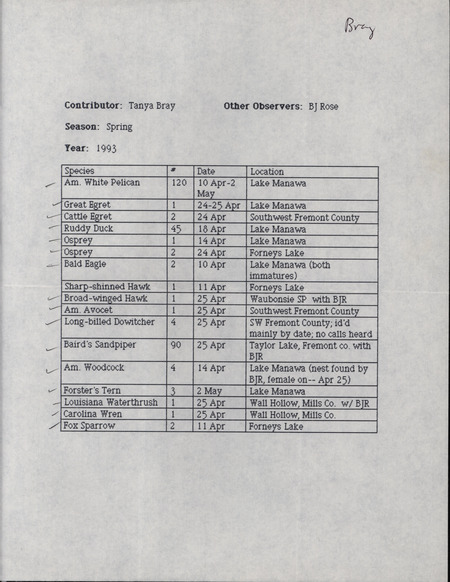 Bray
Contributor: Tanya Bray Other Observers: BJ Rose
Season: Spring
Year: 1993
Species # Date Location
Am. White Pelican 120 10 Apr-2 Lake Manawa
May
Great Egret 1 24-25 Apr Lake Manawa
Cattle Egret 2 24 Apr Southwest Fremont County
Ruddy Duck 45 18 Apr Lake Manawa
Osprey 1 14 Apr Lake Manawa
Osprey 2 24 Apr Forneys Lake
Bald Eagle 2 10 Apr Lake Manawa (both
immatures)
Sharp-shinned Hawk 1 11 Apr Forneys Lake
Broad-winged Hawk 1 25 Apr Waubonsie SP with BJR
Am. Avocet 1 25 Apr Southwest Fremont County
Long-billed Dowitcher 4 25 Apr SW Fremont County; id'd
mainly by date; no calls heard
Baird's Sandpiper 90 25 Apr Taylor Lake, Fremont co. with
BJR
Am. Woodcock 4 14 Apr Lake Manawa (nest found by
BJR, female on-- Apr 25)
Forster's Tern 3 2 May Lake Manawa
Louisiana Waterthrush 1 25 Apr Wall Hollow, Mills Co. w/ BJR
Carolina Wren 1 25 Apr Wall Hollow, Mills Co.
Fox Sparrow 2 11 Apr Forneys Lake